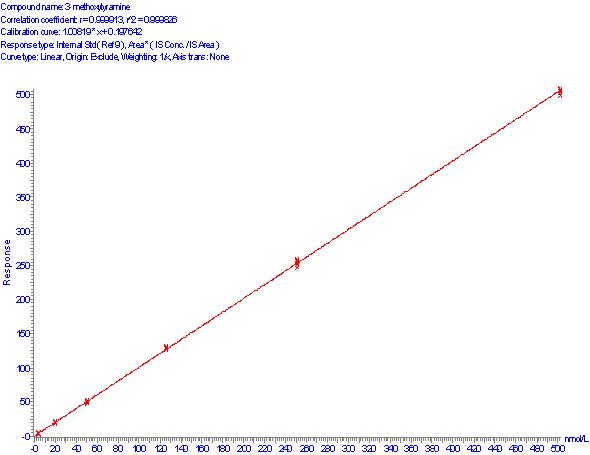 Compound name: 3-methoxytyramine
Correlation coefficient: r = 0.999913, r^2 = 0.999826
Calibration curve: 1.00819 * x + 0.197642
Response type: Internal Std ( Ref 9 ), Area * ( IS Conc. / IS Area )
Curve type: Linear, Origin: Exclude, Weighting: 1/x, Axis trans: None
500
450
400
350
300
250
200
150
100
50
-0
Response
-0 20 40 60 80 100 120 140 160 180 200 220 240 260 280 300 320 340 360 380 400 420 440 460 480 500
nmol/L